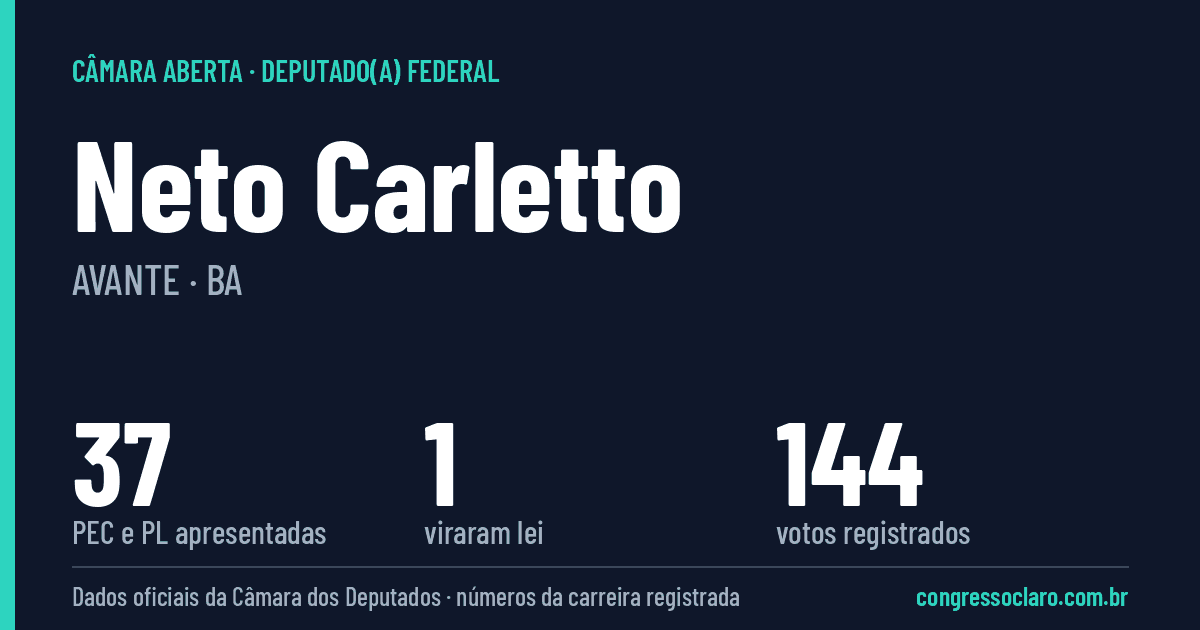 CÂMARA ABERTA · DEPUTADO(A) FEDERAL
Neto Carletto
AVANTE · BA
37 1 144
PEC e PL apresentadas viraram lei votos registrados
Dados oficiais da Câmara dos Deputados · números da carreira registrada congressoclaro.com.br